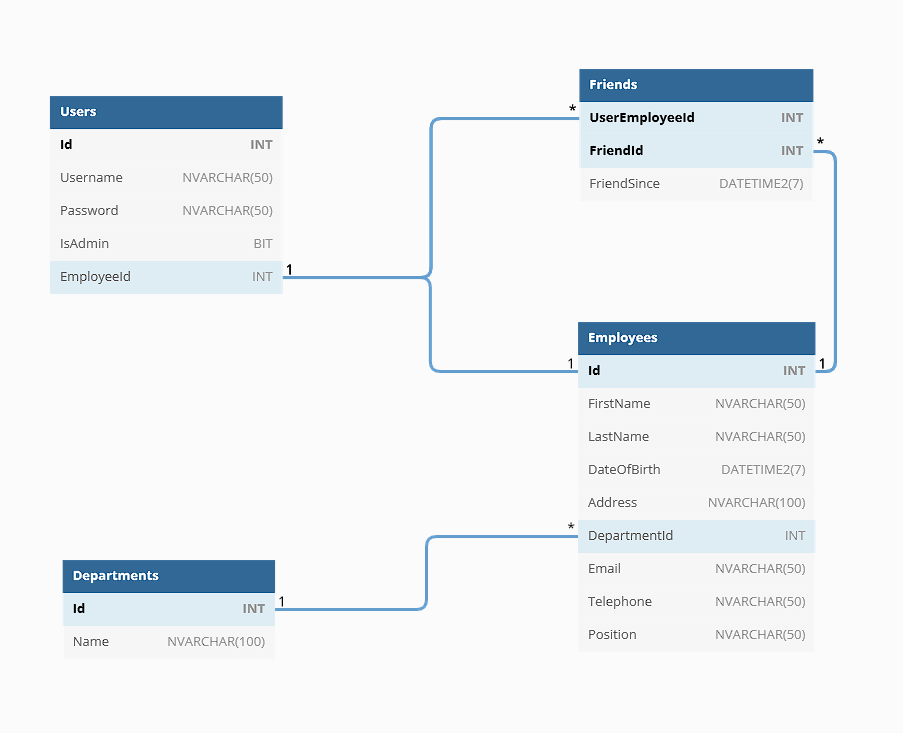 Users
Id INT
Username NVARCHAR(50)
Password NVARCHAR(50)
IsAdmin BIT
EmployeeId INT
1
Friends
*
UserEmployeeId INT
FriendId INT
*
FriendSince DATETIME2(7)
Employees
1
Id INT
1
FirstName NVARCHAR(50)
LastName NVARCHAR(50)
DateOfBirth DATETIME2(7)
Address NVARCHAR(100)
*
DepartmentId INT
Email NVARCHAR(50)
Telephone NVARCHAR(50)
Position NVARCHAR(50)
Departments
Id INT
1
Name NVARCHAR(100)